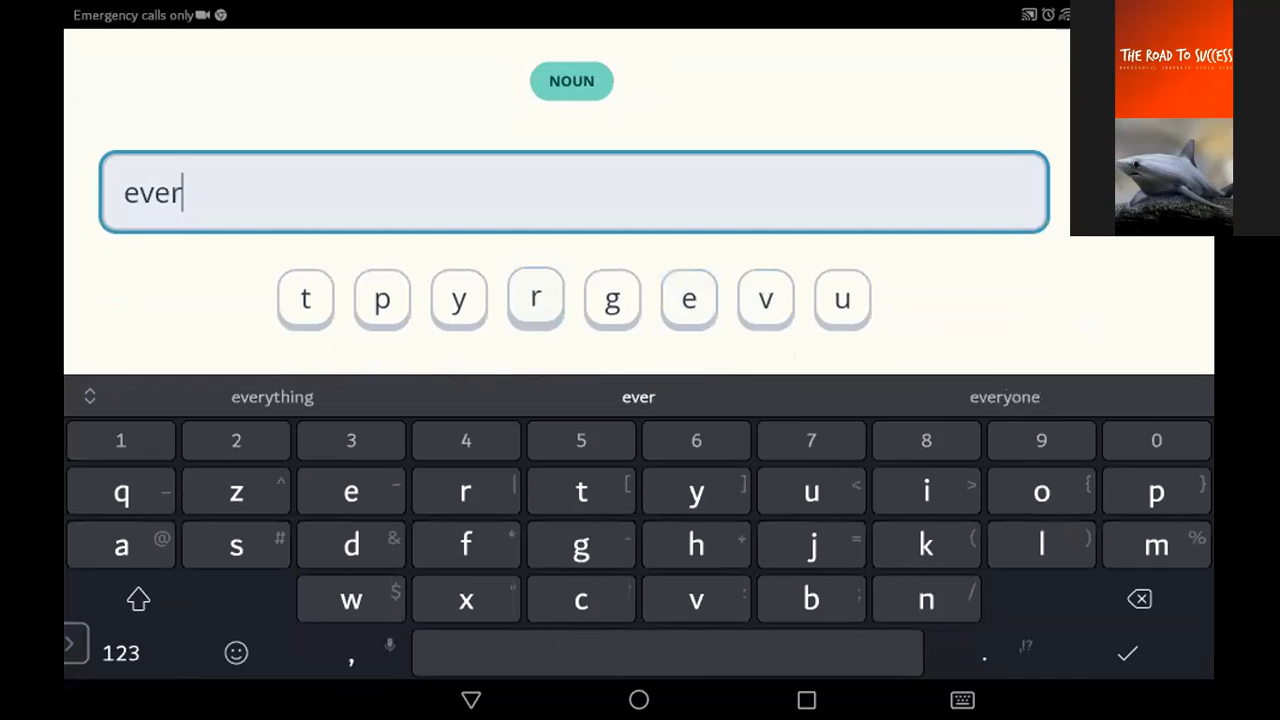 Emergency calls only
THE ROAD TO SUCCESS
NOUN
ever
t p y r g e v u
everything ever everyone
1 2 3 4 5 6 7 8 9 0
q _ z ^ e ~ r | t [ y ] u < i > o { p }
a @ s # d & f * g - h + j = k ( l ) m %
w $ x " c ' v : b ; n /
123 , . ,!?